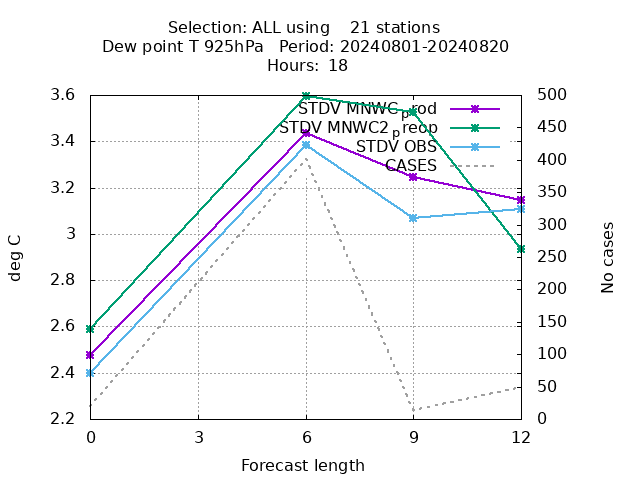 Selection: ALL using    21 stations
Dew point T 925hPa   Period: 20240801-20240820
Hours: 18
3.6
3.4
3.2
3
2.8
2.6
2.4
2.2
deg C
STDV MNWC_prod
STDV MNWC2_preop
STDV OBS
CASES
500
450
400
350
300
250
200
150
100
50
0
No cases
0 3 6 9 12
Forecast length